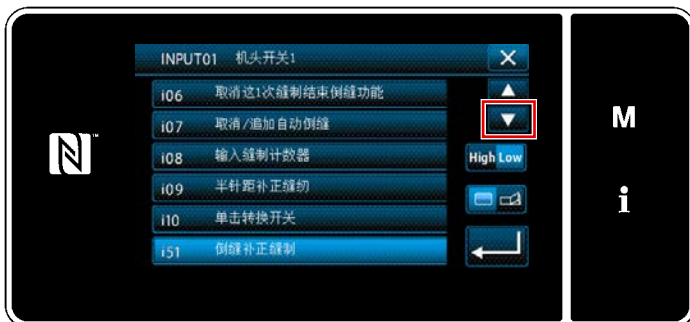 INPUT01 机头开关1
i06 取消这1次缝制结束倒缝功能
i07 取消/追加自动倒缝
i08 输入缝制计数器
High Low
i09 半针距补正缝纫
i10 单击转换开关
i51 倒缝补正缝制
M
i